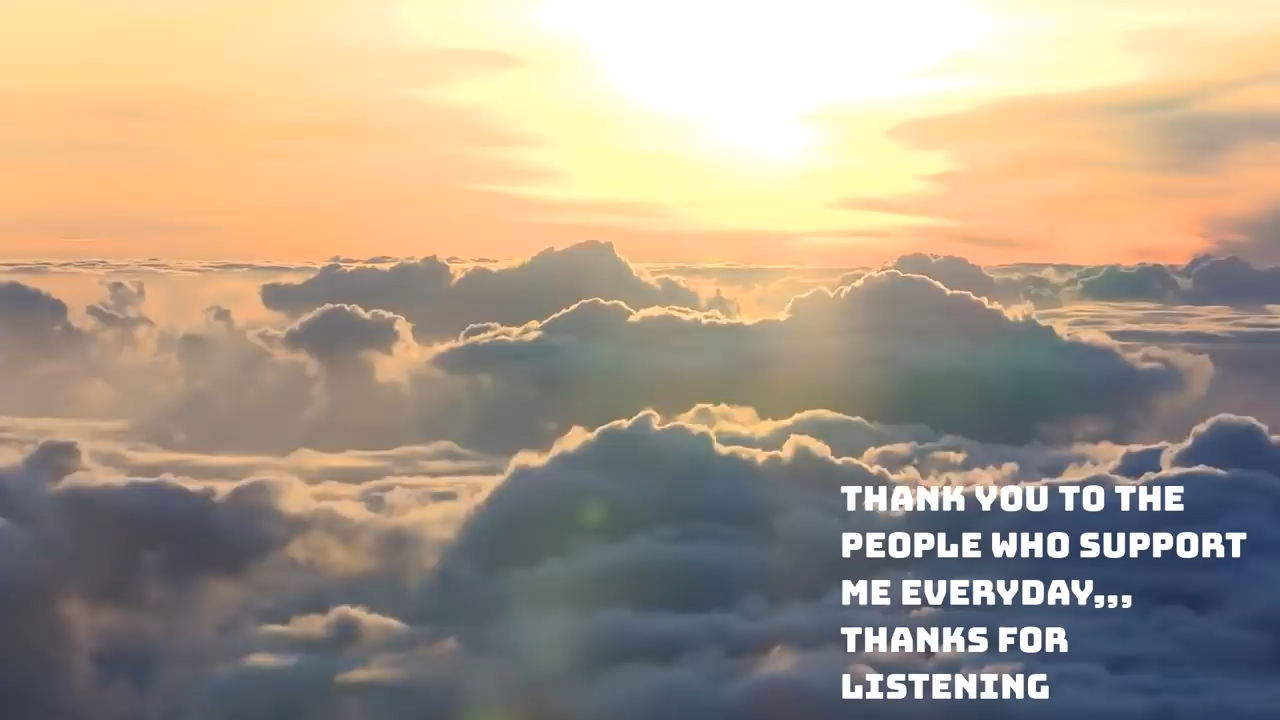 THANK YOU TO THE
PEOPLE WHO SUPPORT
ME EVERYDAY,,,
THANKS FOR
LISTENING